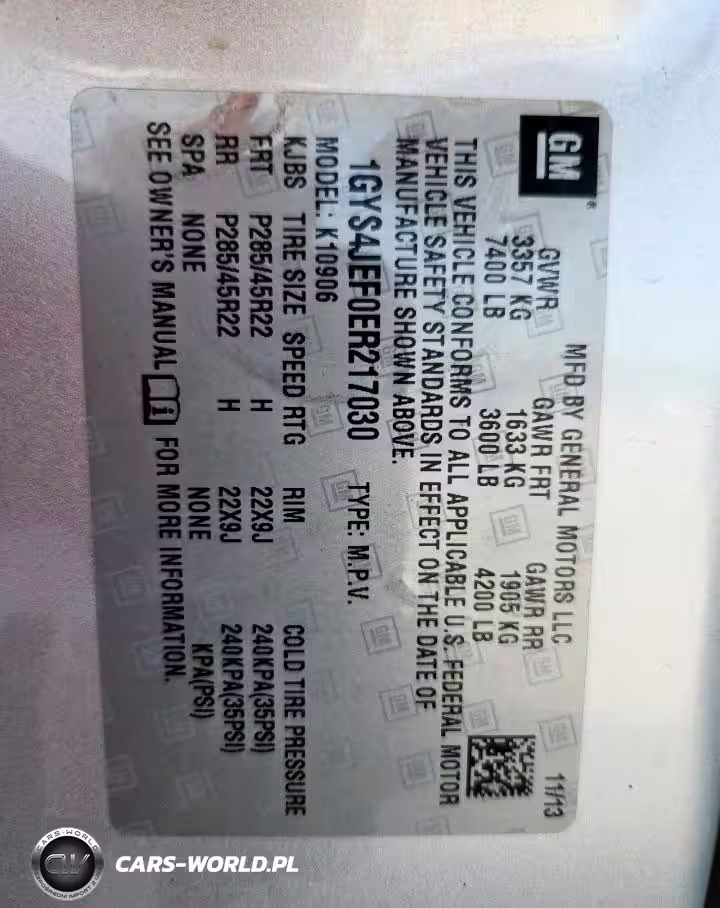 GM
MFD BY GENERAL MOTORS LLC 11/13
GVWR GAWR FRT GAWR RR
3357 KG 1633 KG 1905 KG
7400 LB 3600 LB 4200 LB
THIS VEHICLE CONFORMS TO ALL APPLICABLE U.S. FEDERAL MOTOR
VEHICLE SAFETY STANDARDS IN EFFECT ON THE DATE OF
MANUFACTURE SHOWN ABOVE.
1GYS4JEF0ER217030 TYPE: M.P.V.
MODEL: K10906
KJBS TIRE SIZE SPEED RTG RIM COLD TIRE PRESSURE
FRT P285/45R22 H 22X9J 240KPA(35PSI)
RR P285/45R22 H 22X9J 240KPA(35PSI)
SPA NONE NONE KPA(PSI)
SEE OWNER'S MANUAL FOR MORE INFORMATION.
CARS-WORLD
CW
CARS-WORLD.PL